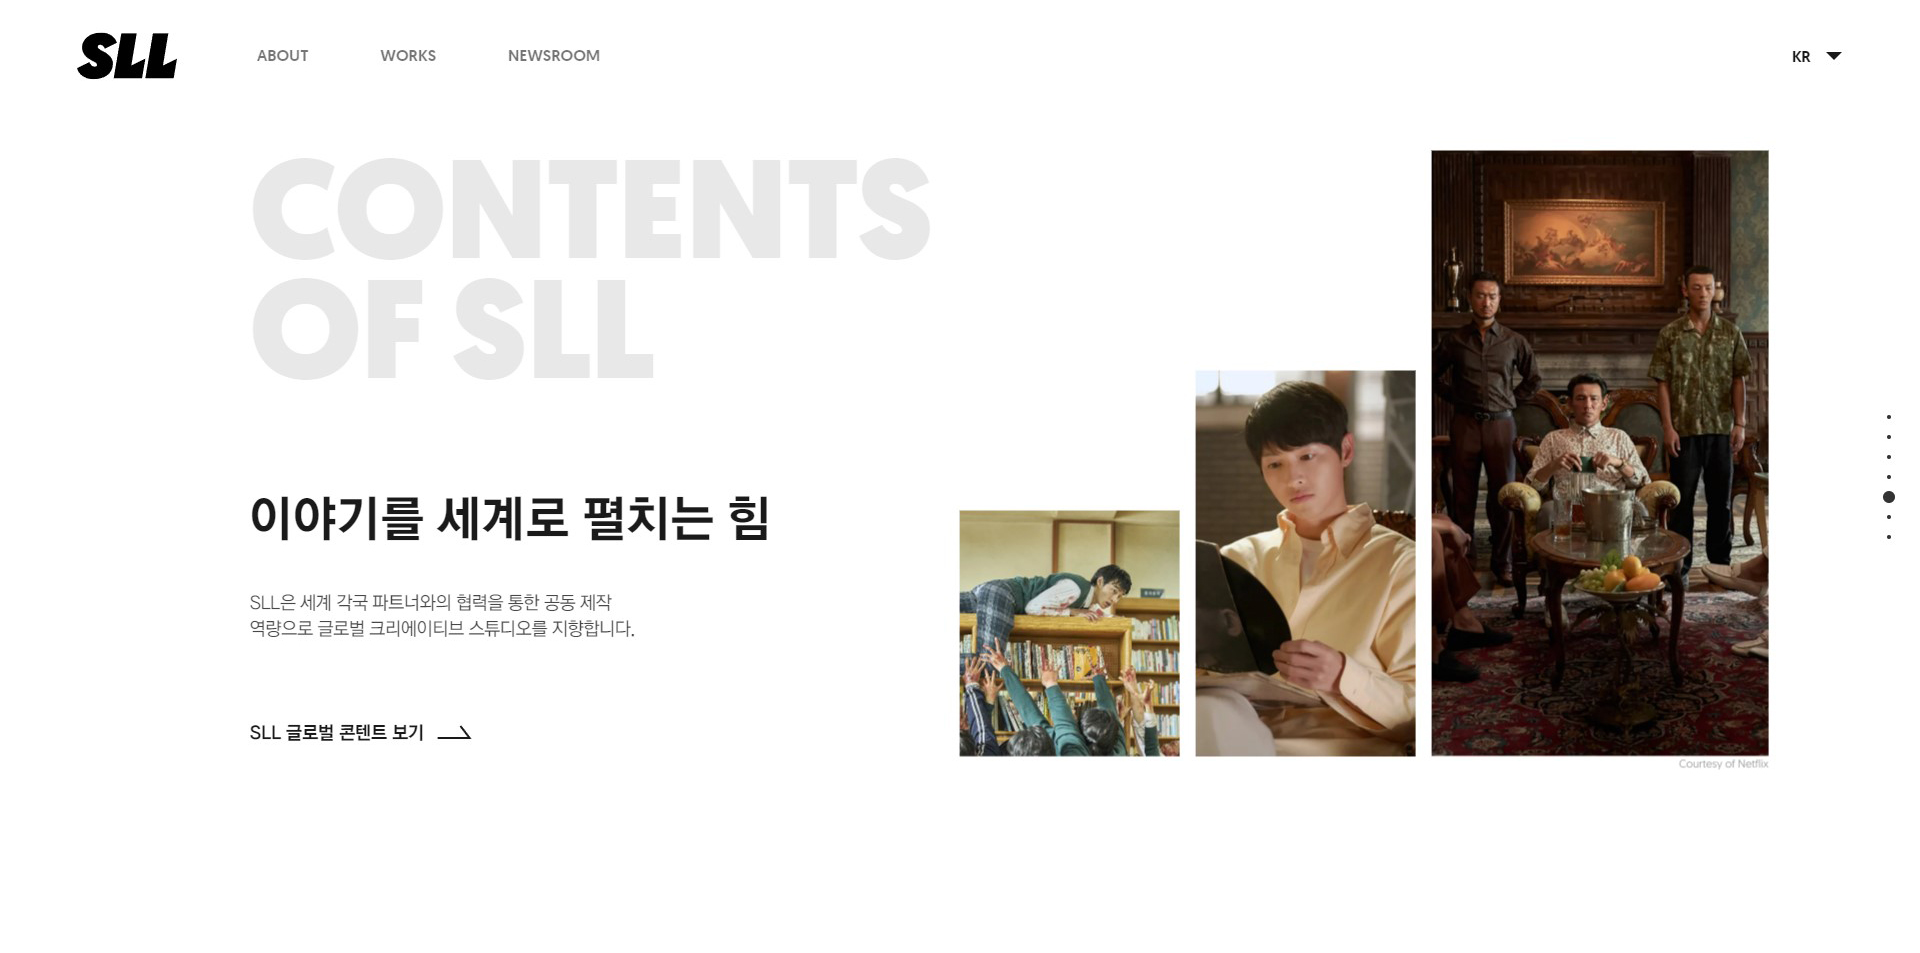 SLL
ABOUT
WORKS
NEWSROOM
KR
CONTENTS
OF SLL
이야기를 세계로 펼치는 힘
SLL은 세계 각국 파트너와의 협력을 통한 공동 제작
역량으로 글로벌 크리에이티브 스튜디오를 지향합니다.
SLL 글로벌 콘텐트 보기
Courtesy of Netflix